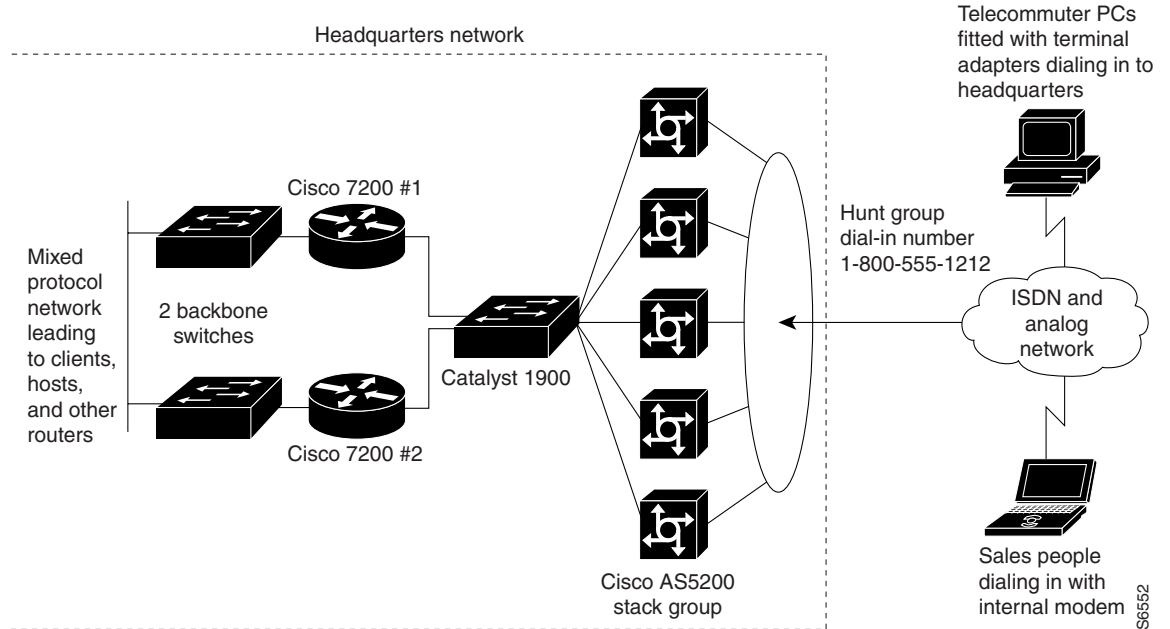 Headquarters network
Telecommuter PCs
fitted with terminal
adapters dialing in to
headquarters
Cisco 7200 #1
Hunt group
dial-in number
1-800-555-1212
Mixed
protocol
network
leading
to clients,
hosts,
and other
routers
2 backbone
switches
ISDN and
analog
network
Catalyst 1900
Cisco 7200 #2
Cisco AS5200
stack group
Sales people
dialing in with
internal modem
S6552